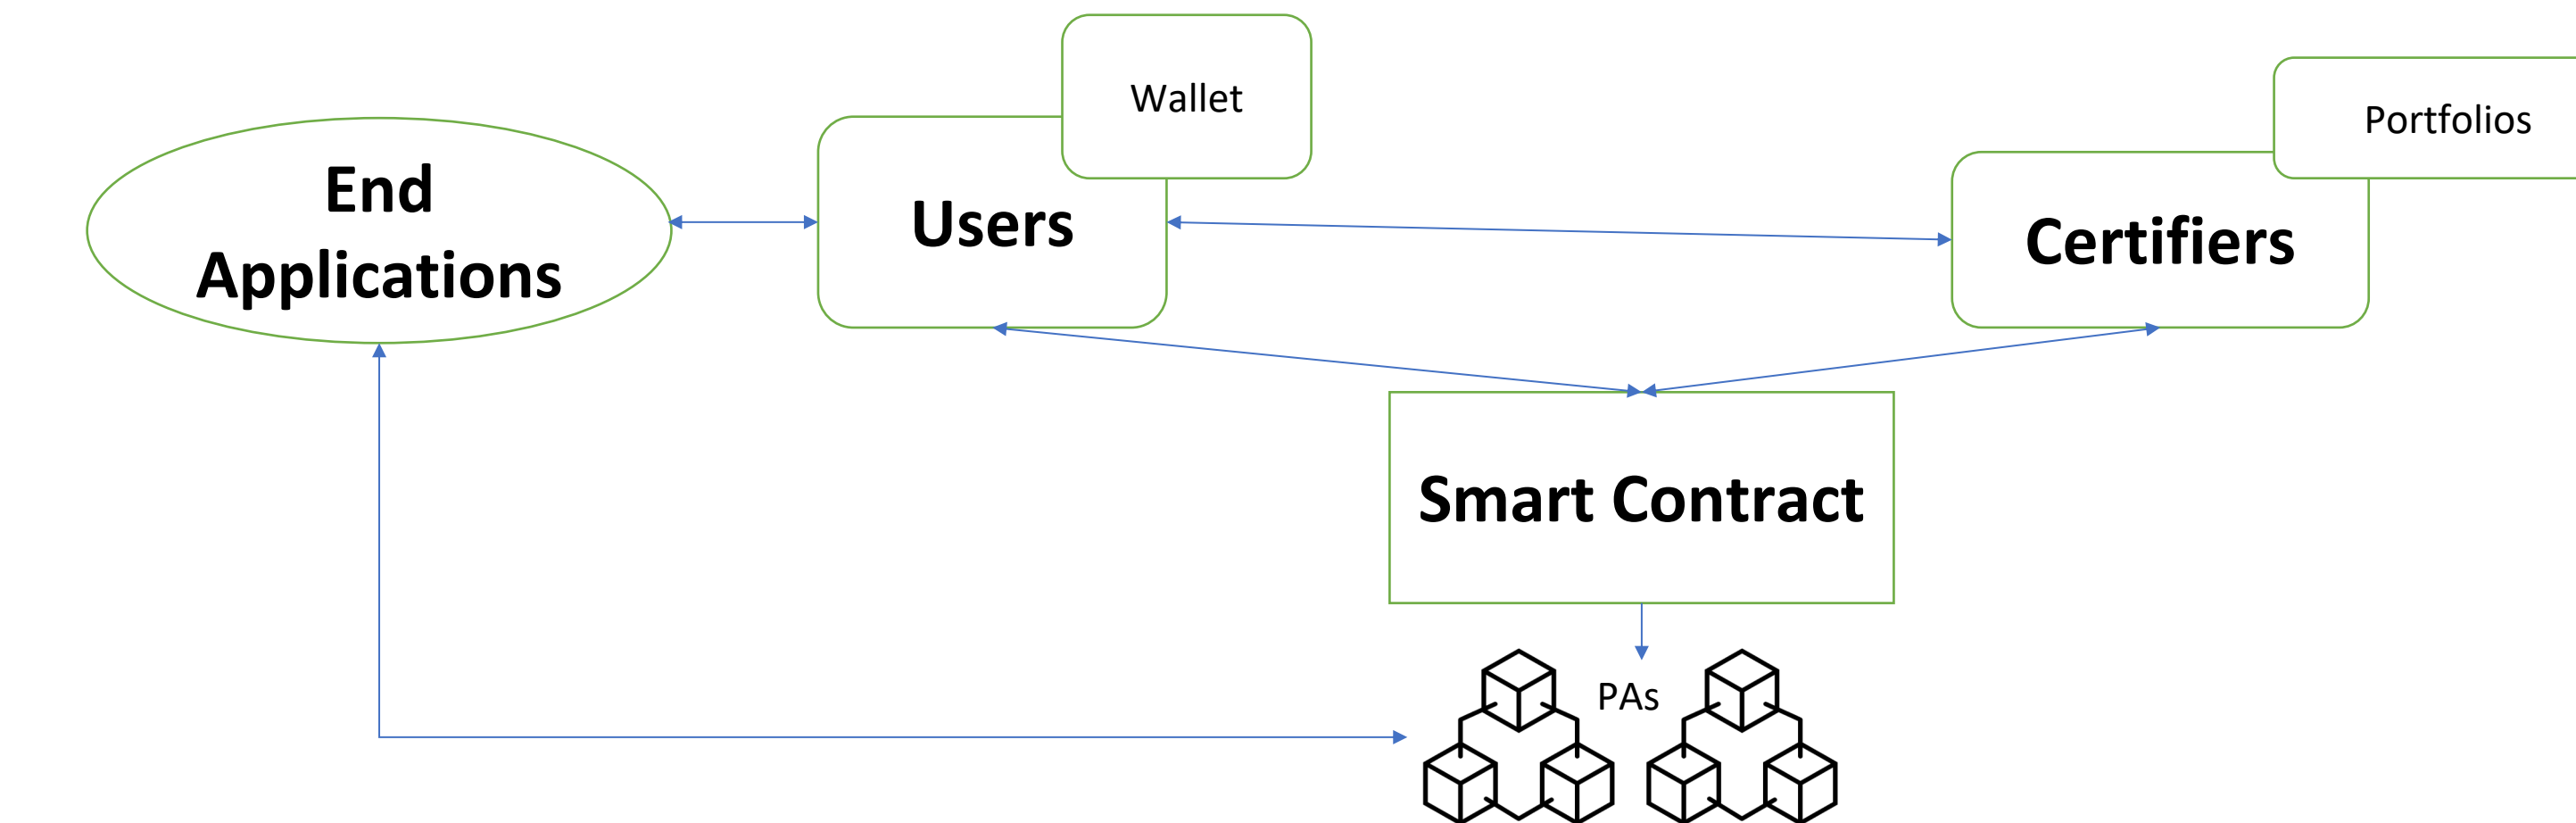 Wallet
Portfolios
End
Applications
Users
Certifiers
Smart Contract
PAs